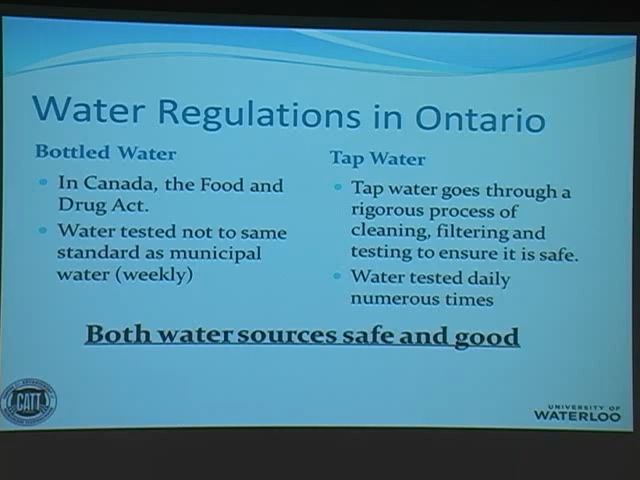 Water Regulations in Ontario
Bottled Water
In Canada, the Food and
Drug Act.
Water tested not to same
standard as municipal
water (weekly)
Tap Water
Tap water goes through a
rigorous process of
cleaning, filtering and
testing to ensure it is safe.
Water tested daily
numerous times
Both water sources safe and good
CATT
UNIVERSITY OF
WATERLOO